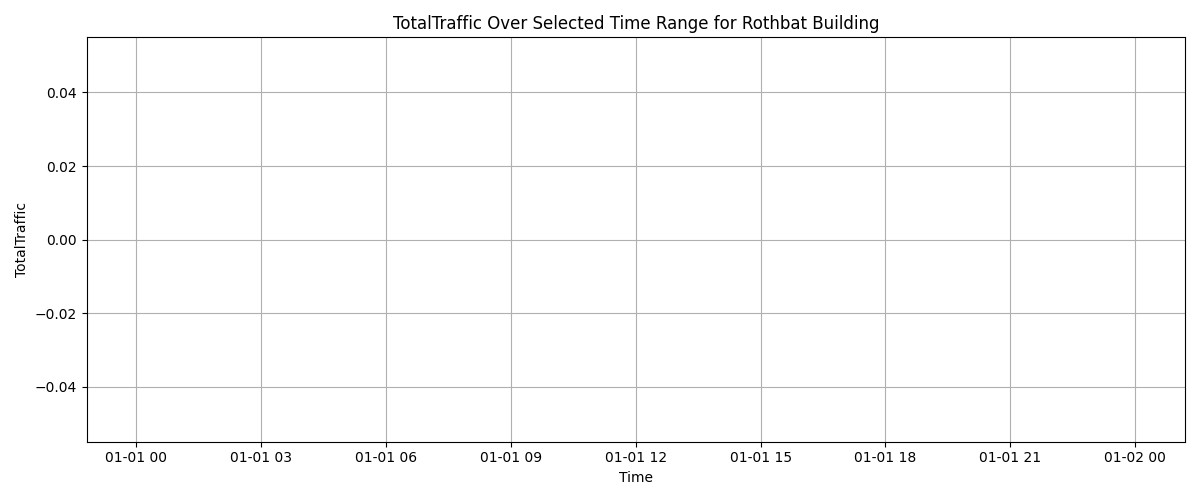 TotalTraffic Over Selected Time Range for Rothbat Building
TotalTraffic
0.04
0.02
0.00
−0.02
−0.04
01-01 00 01-01 03 01-01 06 01-01 09 01-01 12 01-01 15 01-01 18 01-01 21 01-02 00
Time